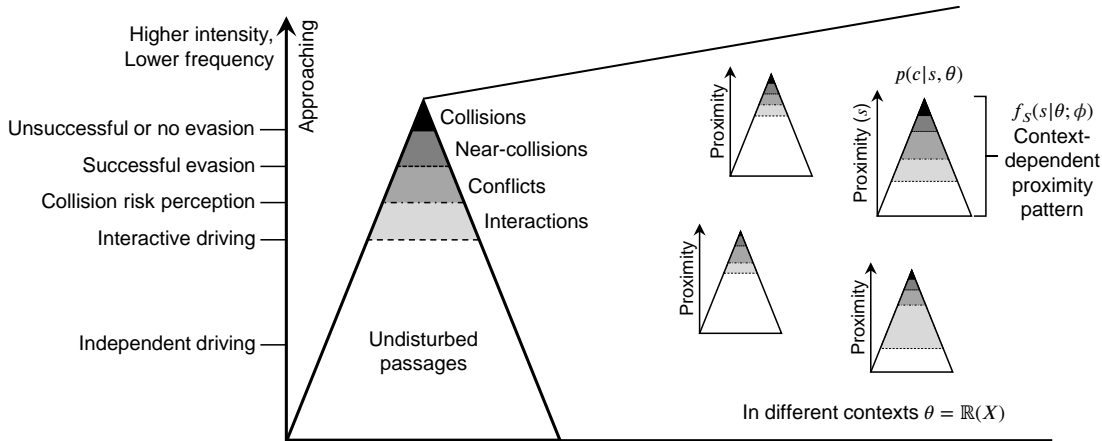 Higher intensity,
Lower frequency
Approaching
Unsuccessful or no evasion
Successful evasion
Collision risk perception
Interactive driving
Independent driving
Collisions
Near-collisions
Conflicts
Interactions
Undisturbed
passages
Proximity
p(c|s, θ)
Proximity (s)
f_S(s|θ; ϕ)
Context-
dependent
proximity
pattern
Proximity
Proximity
In different contexts θ = ℝ(X)